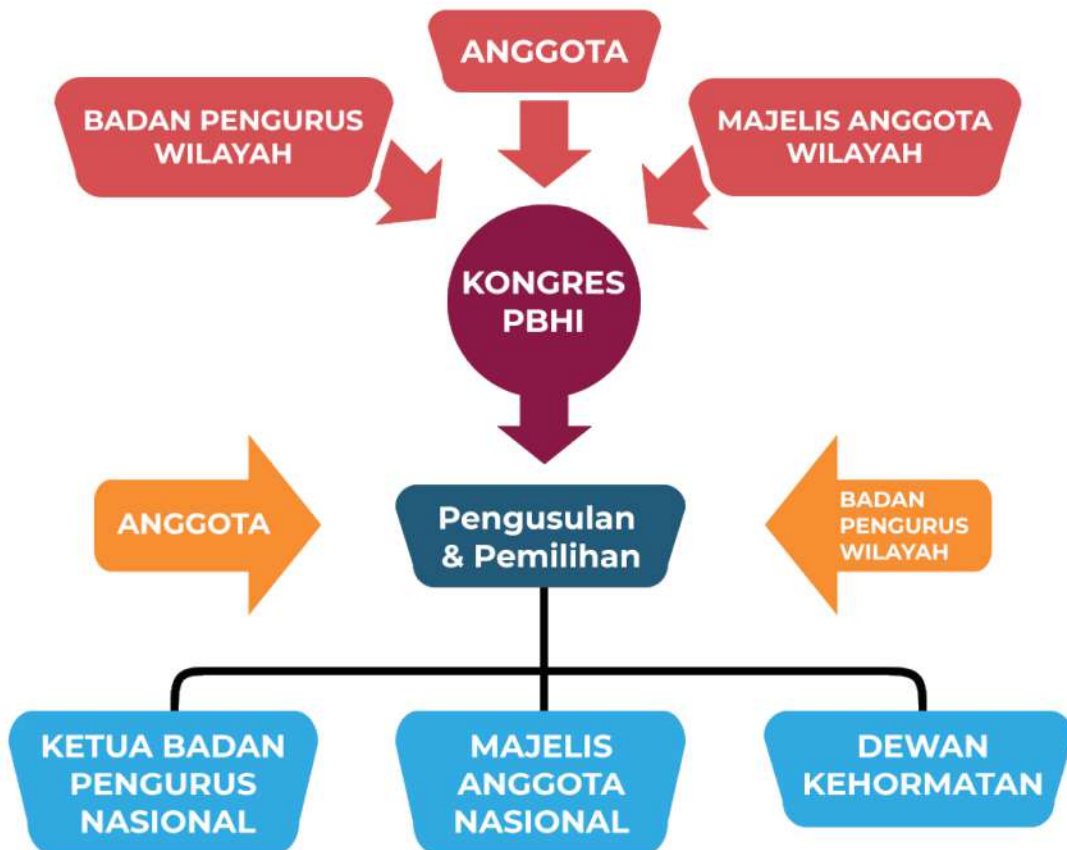 ANGGOTA
BADAN PENGURUS
WILAYAH
MAJELIS ANGGOTA
WILAYAH
KONGRES
PBHI
ANGGOTA
Pengusulan
& Pemilihan
BADAN
PENGURUS
WILAYAH
KETUA BADAN
PENGURUS
NASIONAL
MAJELIS
ANGGOTA
NASIONAL
DEWAN
KEHORMATAN